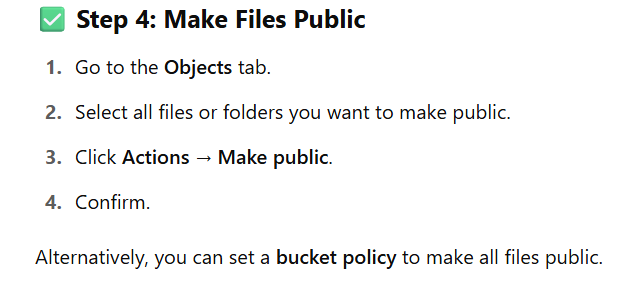 ✅ Step 4: Make Files Public
1. Go to the Objects tab.
2. Select all files or folders you want to make public.
3. Click Actions → Make public.
4. Confirm.
Alternatively, you can set a bucket policy to make all files public.